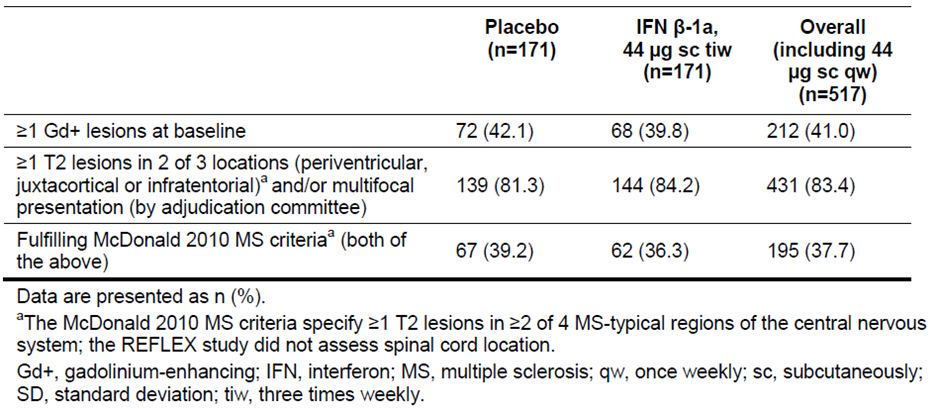 Placebo (n=171)
IFN β-1a, 44 µg sc tiw (n=171)
Overall (including 44 µg sc qw) (n=517)
≥1 Gd+ lesions at baseline 72 (42.1) 68 (39.8) 212 (41.0)
≥1 T2 lesions in 2 of 3 locations (periventricular,
juxtacortical or infratentorial)a and/or multifocal 139 (81.3) 144 (84.2) 431 (83.4)
presentation (by adjudication committee)
Fulfilling McDonald 2010 MS criteriaa (both of 67 (39.2) 62 (36.3) 195 (37.7)
the above)
Data are presented as n (%).
aThe McDonald 2010 MS criteria specify ≥1 T2 lesions in ≥2 of 4 MS-typical regions of the central nervous
system; the REFLEX study did not assess spinal cord location.
Gd+, gadolinium-enhancing; IFN, interferon; MS, multiple sclerosis; qw, once weekly; sc, subcutaneously;
SD, standard deviation; tiw, three times weekly.